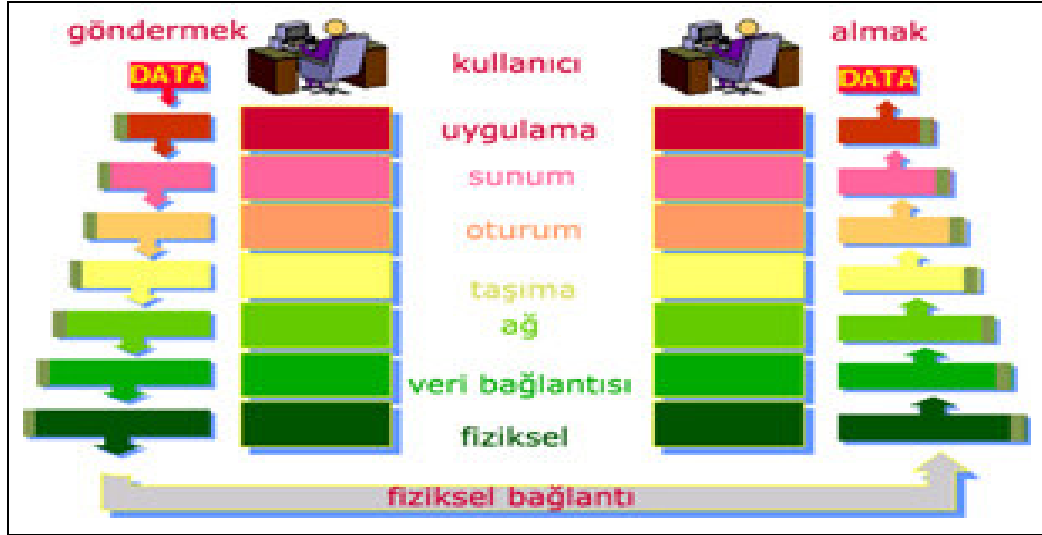 göndermek
almak
kullanıcı
DATA
DATA
uygulama
sunum
oturum
taşıma
ağ
veri bağlantısı
fiziksel
fiziksel bağlantı